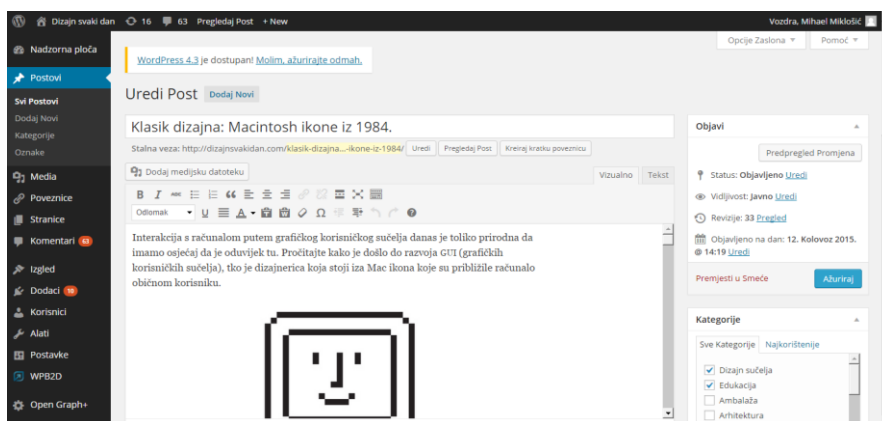 Dizajn svaki dan 16 63 Pregledaj Post + New Vozdra, Mihael Miklošić
Opcije Zaslona Pomoć
Nadzorna ploča
Postovi
Svi Postovi
Dodaj Novi
Kategorije
Oznake
Media
Poveznice
Stranice
Komentari 63
Izgled
Dodaci 10
Korisnici
Alati
Postavke
WPB2D
Open Graph+
WordPress 4.3 je dostupan! Molim, ažurirajte odmah.
Uredi Post Dodaj Novi
Klasik dizajna: Macintosh ikone iz 1984.
Stalna veza: http://dizajnsvakidan.com/klasik-dizajna...-ikone-iz-1984/ Uredi Pregledaj Post Kreiraj kratku poveznicu
Dodaj medijsku datoteku Vizualno Tekst
B I ABC
Odlomak U A Ω
Interakcija s računalom putem grafičkog korisničkog sučelja danas je toliko prirodna da
imamo osjećaj da je oduvijek tu. Pročitajte kako je došlo do razvoja GUI (grafičkih
korisničkih sučelja), tko je dizajnerica koja stoji iza Mac ikona koje su približile računalo
običnom korisniku.
Objavi
Predpregled Promjena
Status: Objavljeno Uredi
Vidljivost: Javno Uredi
Revizije: 33 Pregled
Objavljeno na dan: 12. Kolovoz 2015.
@ 14:19 Uredi
Premjesti u Smeće Ažuriraj
Kategorije
Sve Kategorije Najkorištenije
Dizajn sučelja
Edukacija
Ambalaža
Arhitektura